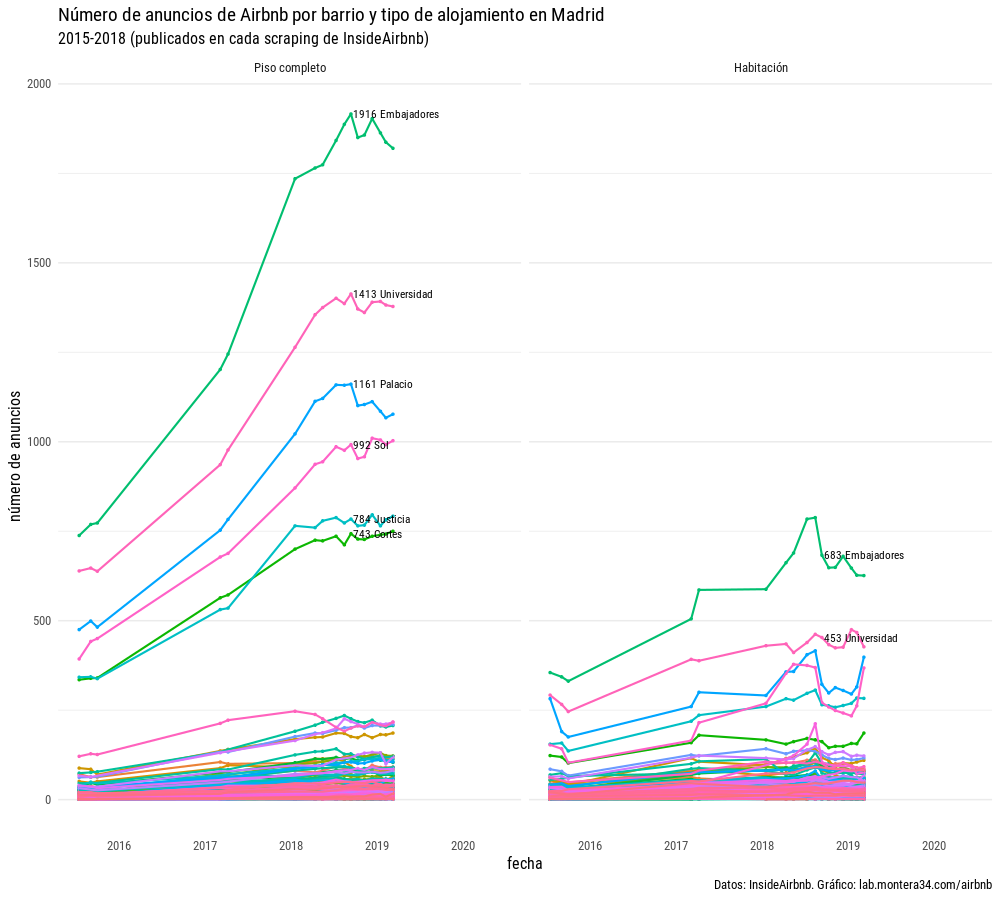 Número de anuncios de Airbnb por barrio y tipo de alojamiento en Madrid
2015-2018 (publicados en cada scraping de InsideAirbnb)
Piso completo
Habitación
2000
1500
1000
500
0
número de anuncios
1916 Embajadores
1413 Universidad
1161 Palacio
992 Sol
784 Justicia
743 Cortes
683 Embajadores
453 Universidad
2016 2017 2018 2019 2020
2016 2017 2018 2019 2020
fecha
Datos: InsideAirbnb. Gráfico: lab.montera34.com/airbnb